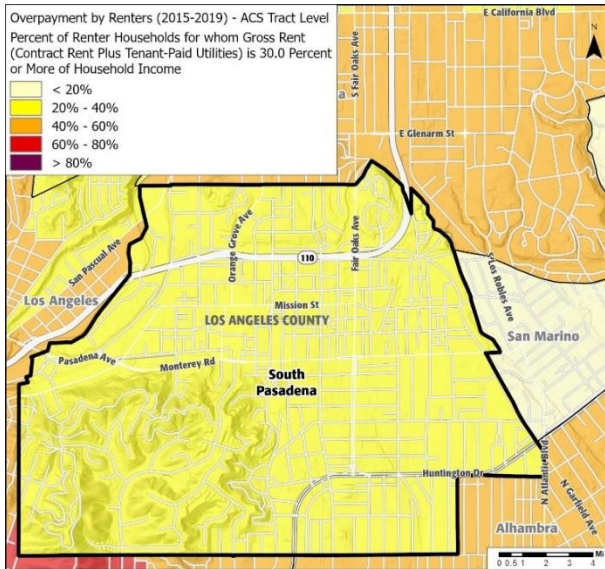 Overpayment by Renters (2015-2019) - ACS Tract Level
Percent of Renter Households for whom Gross Rent
(Contract Rent Plus Tenant-Paid Utilities) is 30.0 Percent
or More of Household Income
< 20%
20% - 40%
40% - 60%
60% - 80%
> 80%
E California Blvd
N
S Fair Oaks Ave
a
E Glenarm St
San Pascual Ave
Orange Grove Ave
Fair Oaks Ave
110
S Los Robles Ave
Los Angeles
Mission St
LOS ANGELES COUNTY
San Marino
Pasadena Ave
Monterey Rd
South
Pasadena
Huntington Dr
N Atlantic Blvd
N Garfield Ave
Alhambra
Mi
0 0.5 1 2 3 4